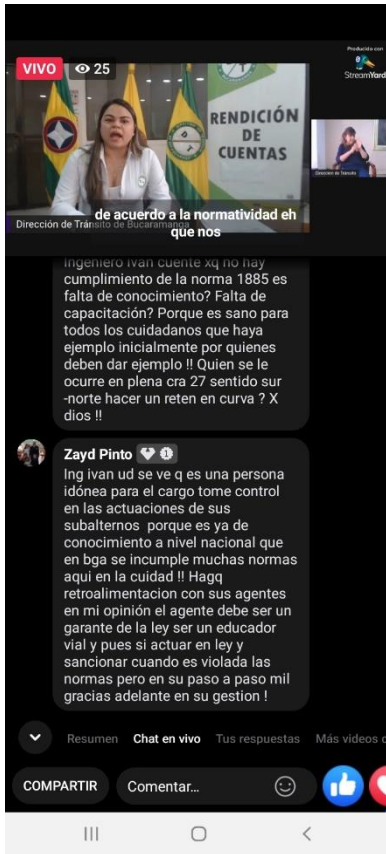 Producido con
StreamYard
VIVO 25
RENDICIÓN
DE
CUENTAS
Dirección de Tránsito
Dirección de Tránsito de Bucaramanga
de acuerdo a la normatividad eh
que nos
Ingeniero Ivan cuente xq no hay
cumplimiento de la norma 1885 es
falta de conocimiento? Falta de
capacitación? Porque es sano para
todos los cuidadanos que haya
ejemplo inicialmente por quienes
deben dar ejemplo !! Quien se le
ocurre en plena cra 27 sentido sur
-norte hacer un reten en curva ? X
dios !!
Zayd Pinto
Ing ivan ud se ve q es una persona
idónea para el cargo tome control
en las actuaciones de sus
subalternos porque es ya de
conocimiento a nivel nacional que
en bga se incumple muchas normas
aqui en la cuidad !! Hagq
retroalimentacion con sus agentes
en mi opinión el agente debe ser un
garante de la ley ser un educador
vial y pues si actuar en ley y
sancionar cuando es violada las
normas pero en su paso a paso mil
gracias adelante en su gestion !
Resumen Chat en vivo Tus respuestas Más videos d
COMPARTIR Comentar...